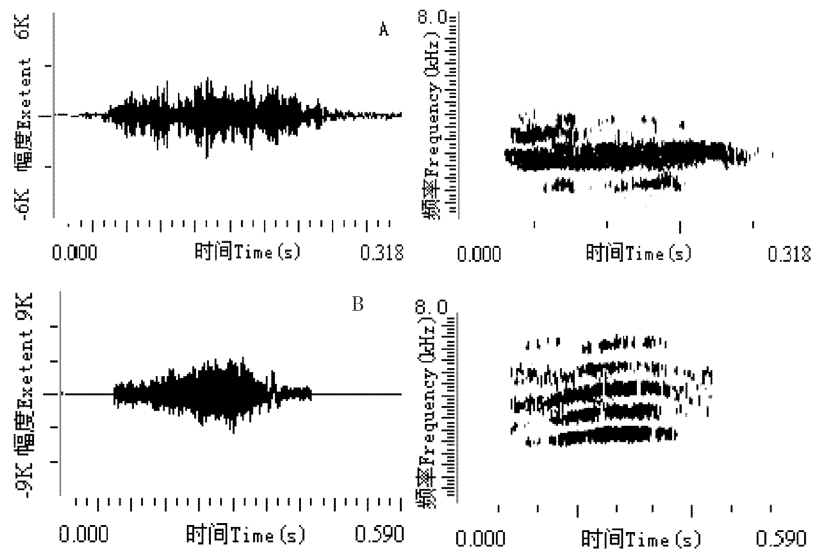 6K
A
幅度Exetent
-6K
0.000 时间Time(s) 0.318
8.0
频率Frequency(kHz)
0.000 时间Time(s) 0.318
9K
B
幅度Exetent
-9K
0.000 时间Time(s) 0.590
8.0
频率Frequency(kHz)
0.000 时间Time(s) 0.590